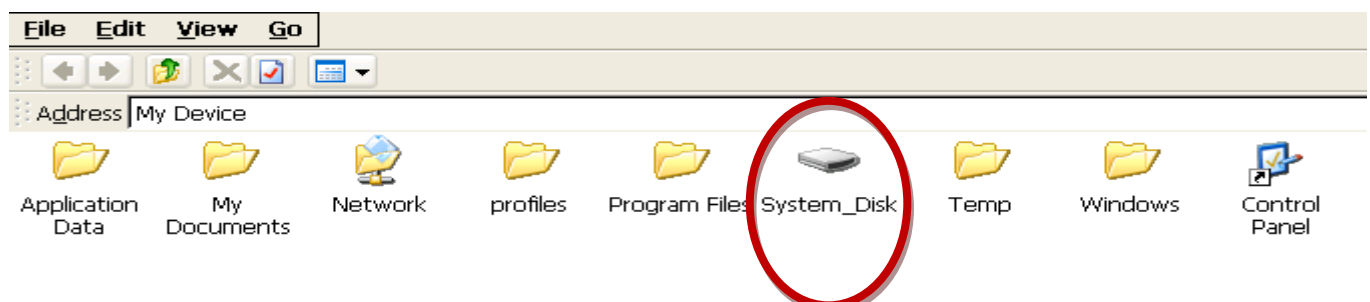 File Edit View Go
Address My Device
Application Data My Documents Network profiles Program Files System_Disk Temp Windows Control Panel